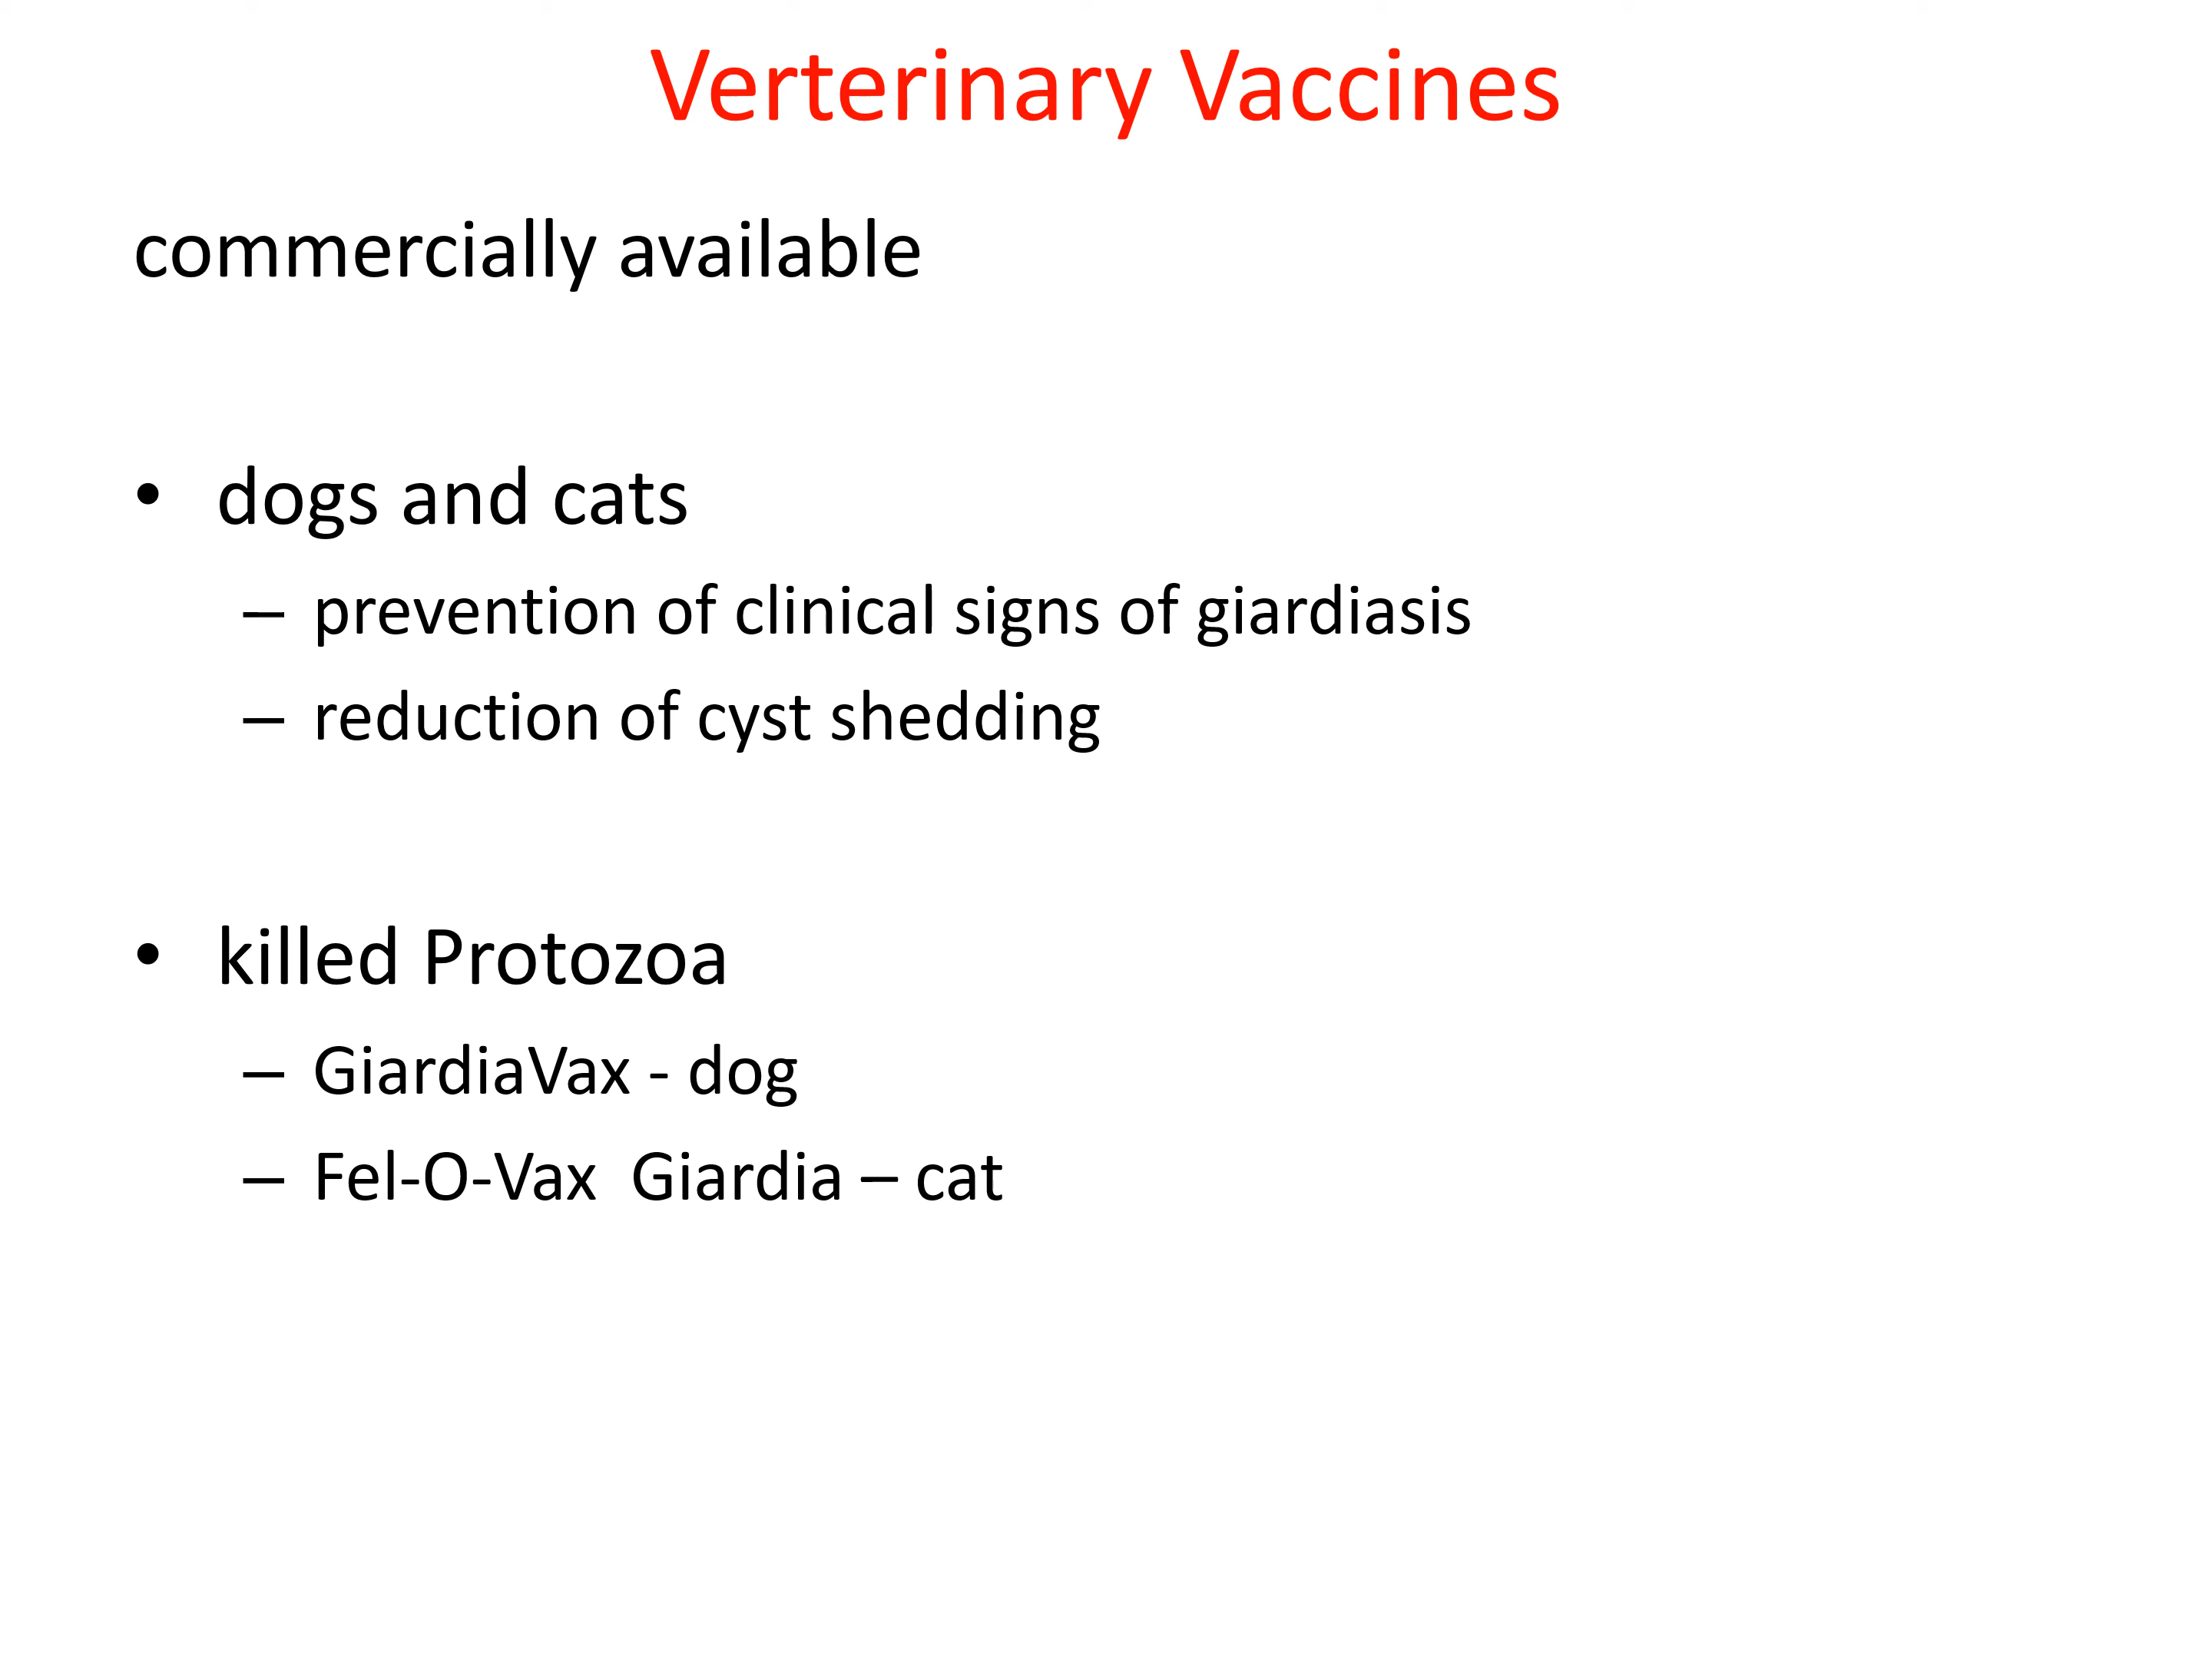 Verterinary Vaccines
commercially available
• dogs and cats
– prevention of clinical signs of giardiasis
– reduction of cyst shedding
• killed Protozoa
– GiardiaVax - dog
– Fel-O-Vax  Giardia – cat